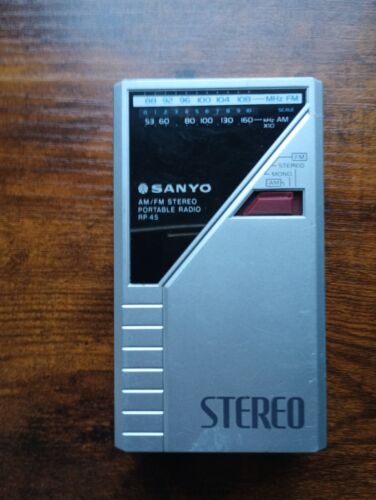 88 92 96 100 104 108 MHz FM
0 1 2 3 4 5 6 7 8 9 10 SCALE
53 60 80 100 130 160 kHz AM
X10
FM
STEREO
MONO
AM
SANYO
AM/FM STEREO
PORTABLE RADIO
RP 45
STEREO